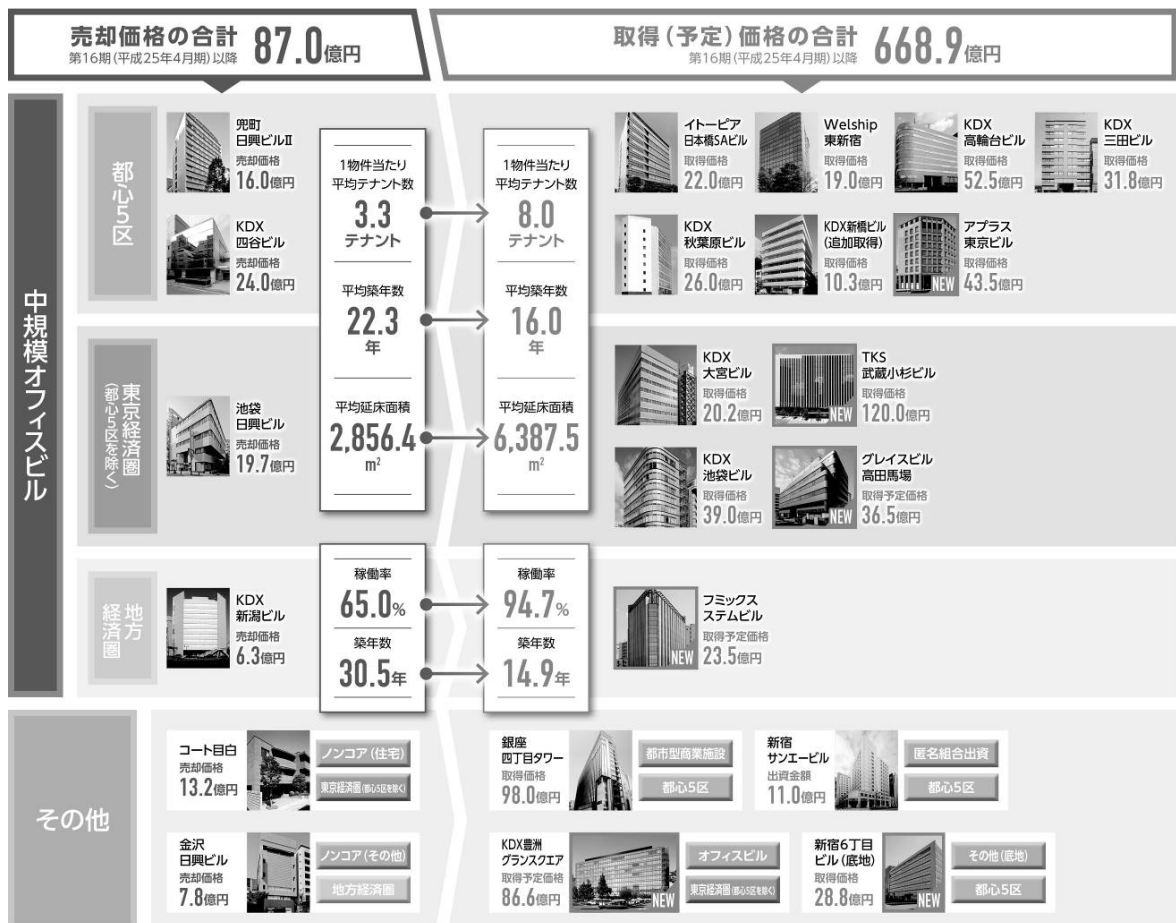 売却価格の合計
第16期(平成25年4月期)以降
87.0億円
取得(予定)価格の合計
第16期(平成25年4月期)以降
668.9億円
中規模オフィスビル
都心5区
兜町
日興ビルⅡ
売却価格
16.0億円
KDX
四谷ビル
売却価格
24.0億円
1物件当たり
平均テナント数
3.3
テナント
平均築年数
22.3
年
平均延床面積
2,856.4
m²
1物件当たり
平均テナント数
8.0
テナント
平均築年数
16.0
年
平均延床面積
6,387.5
m²
イトーピア
日本橋SAビル
取得価格
22.0億円
Welship
東新宿
取得価格
19.0億円
KDX
高輪台ビル
取得価格
52.5億円
KDX
三田ビル
取得価格
31.8億円
KDX
秋葉原ビル
取得価格
26.0億円
KDX新橋ビル
(追加取得)
取得価格
10.3億円
アプラス
東京ビル
取得価格
43.5億円
NEW
東京経済圏
(都心5区を除く)
池袋
日興ビル
売却価格
19.7億円
KDX
大宮ビル
取得価格
20.2億円
TKS
武蔵小杉ビル
取得価格
120.0億円
NEW
KDX
池袋ビル
取得価格
39.0億円
グレイスビル
高田馬場
取得予定価格
36.5億円
NEW
地方
経済圏
KDX
新潟ビル
売却価格
6.3億円
稼働率
65.0%
築年数
30.5年
稼働率
94.7%
築年数
14.9年
フミックス
ステムビル
取得予定価格
23.5億円
NEW
その他
コート目白
売却価格
13.2億円
ノンコア(住宅)
東京経済圏(都心5区を除く)
金沢
日興ビル
売却価格
7.8億円
ノンコア(その他)
地方経済圏
銀座
四丁目タワー
取得価格
98.0億円
都市型商業施設
都心5区
新宿
サンエービル
出資金額
11.0億円
匿名組合出資
都心5区
KDX豊洲
グランスクエア
取得予定価格
86.6億円
NEW
オフィスビル
東京経済圏(都心5区を除く)
新宿6丁目
ビル(底地)
取得価格
28.8億円
NEW
その他(底地)
都心5区